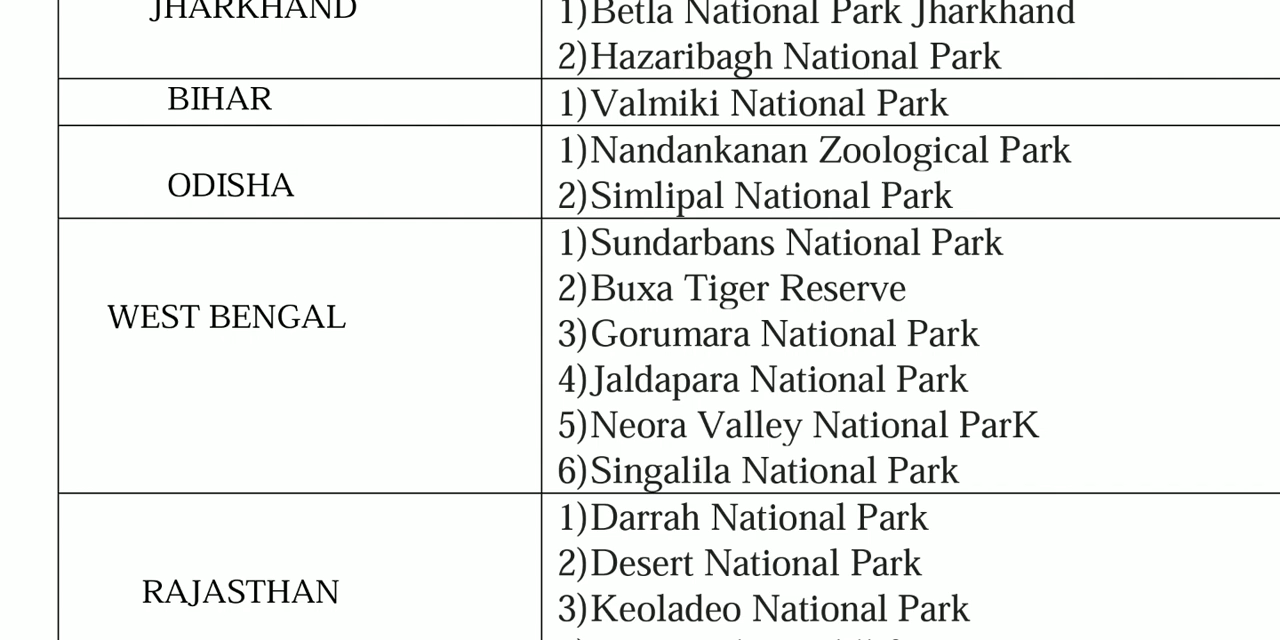 JHARKHAND
1)Betla National Park Jharkhand
2)Hazaribagh National Park
BIHAR
1)Valmiki National Park
ODISHA
1)Nandankanan Zoological Park
2)Simlipal National Park
WEST BENGAL
1)Sundarbans National Park
2)Buxa Tiger Reserve
3)Gorumara National Park
4)Jaldapara National Park
5)Neora Valley National ParK
6)Singalila National Park
RAJASTHAN
1)Darrah National Park
2)Desert National Park
3)Keoladeo National Park